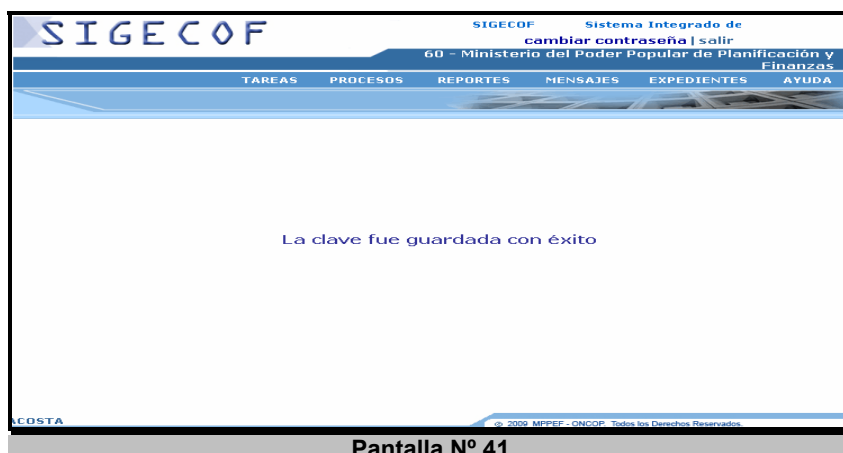 SIGECOF
SIGECOF Sistema Integrado de
cambiar contraseña | salir
60 - Ministerio del Poder Popular de Planificación y
Finanzas
TAREAS PROCESOS REPORTES MENSAJES EXPEDIENTES AYUDA
La clave fue guardada con éxito
ACOSTA
© 2009 MPPEF - ONCOP. Todos los Derechos Reservados.
Pantalla Nº 41